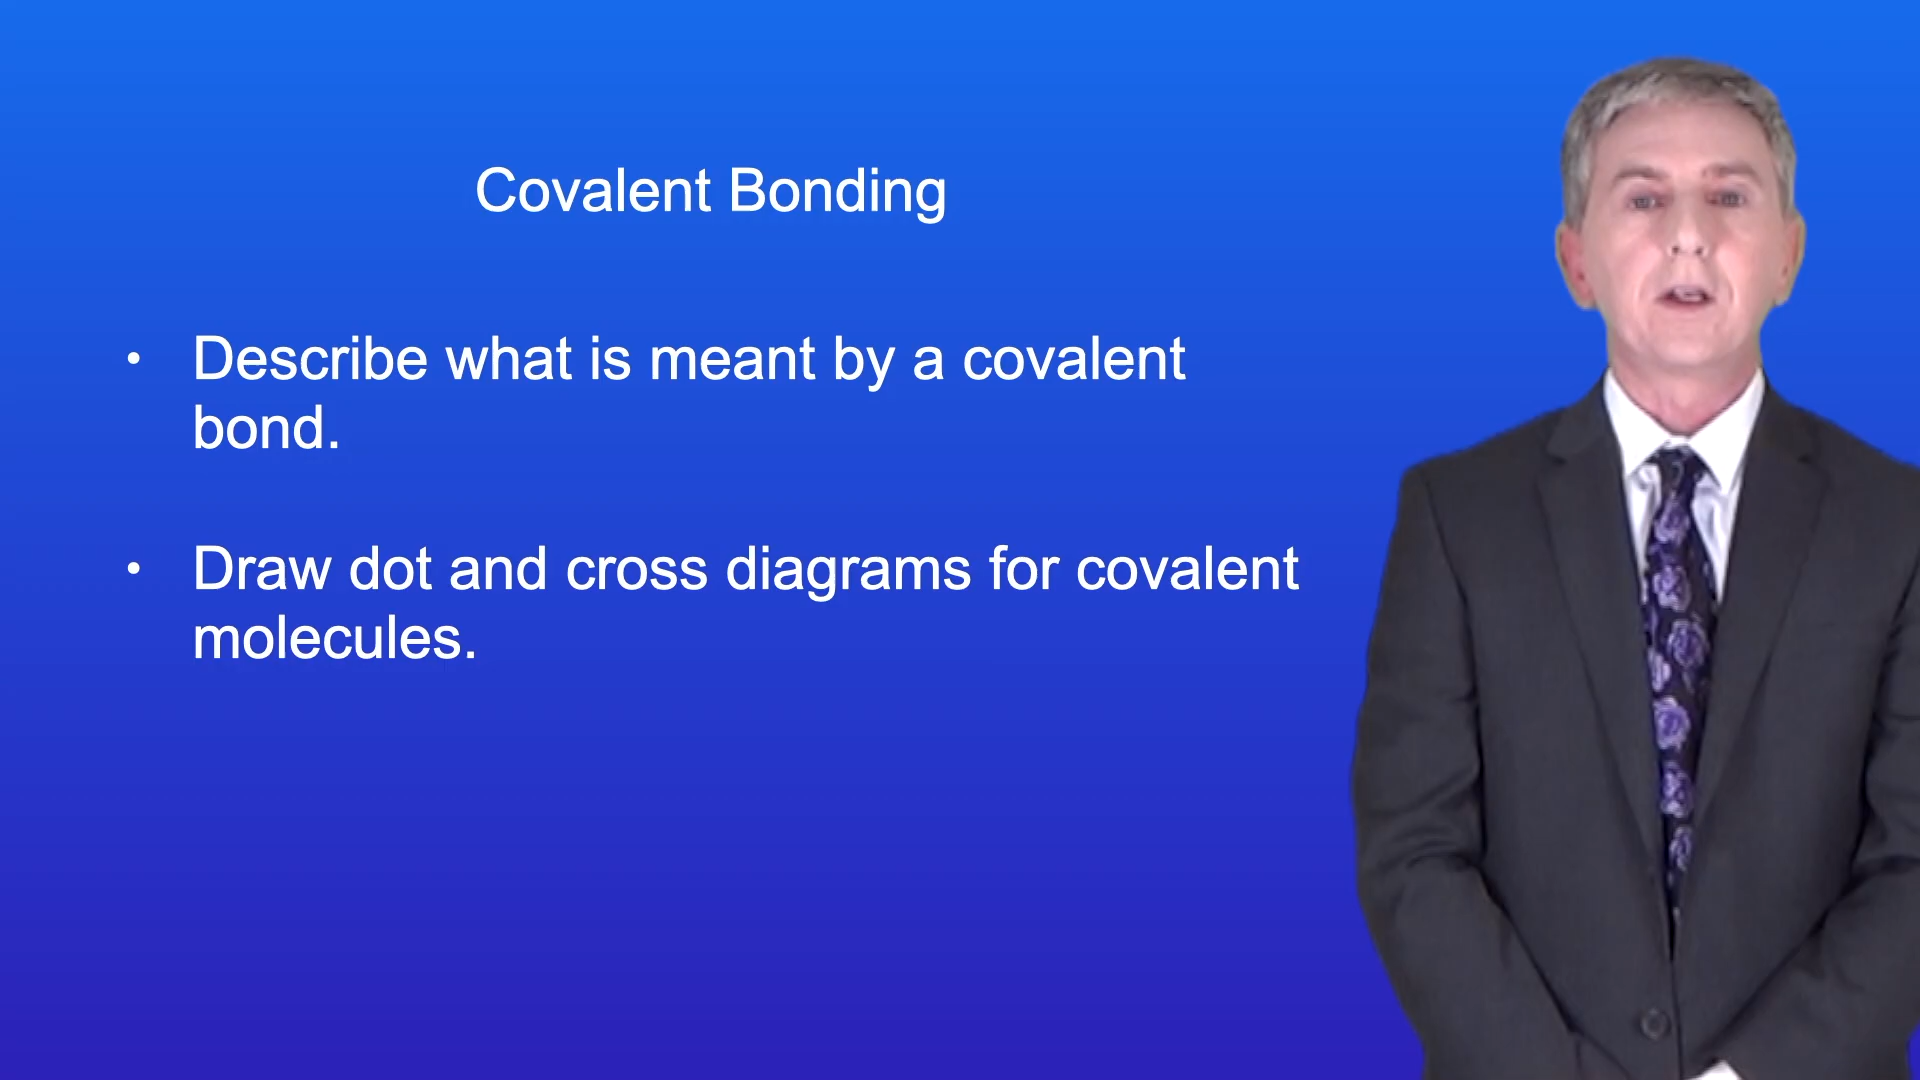 Covalent Bonding
• Describe what is meant by a covalent
bond.
• Draw dot and cross diagrams for covalent
molecules.